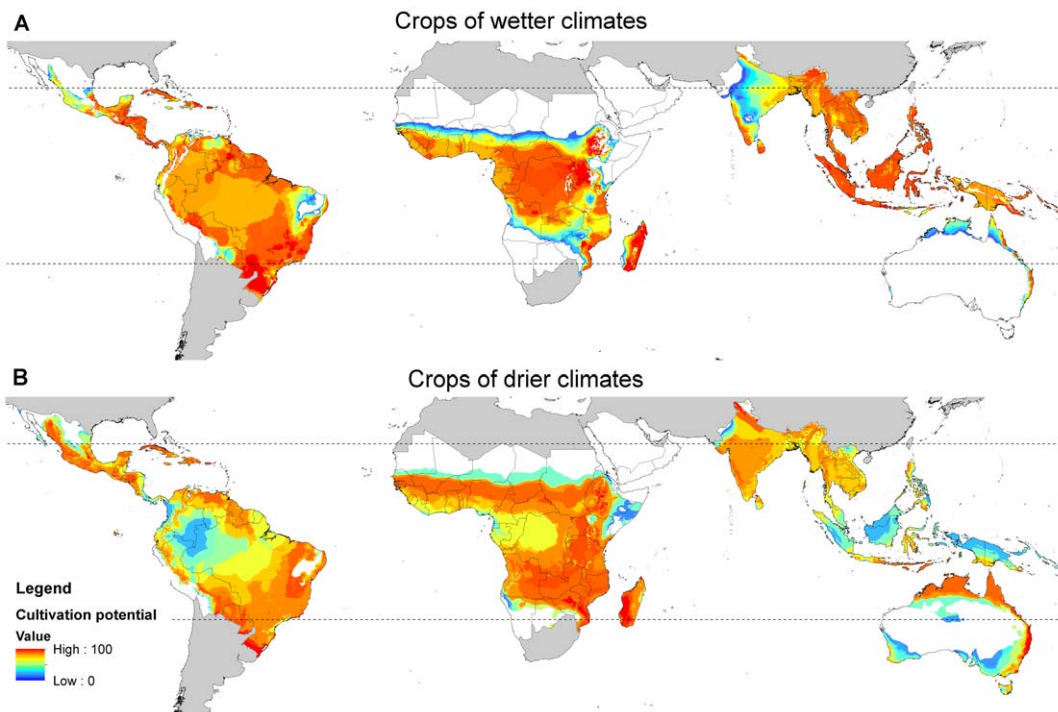 A
Crops of wetter climates
B
Crops of drier climates
Legend
Cultivation potential
Value
High : 100
Low : 0